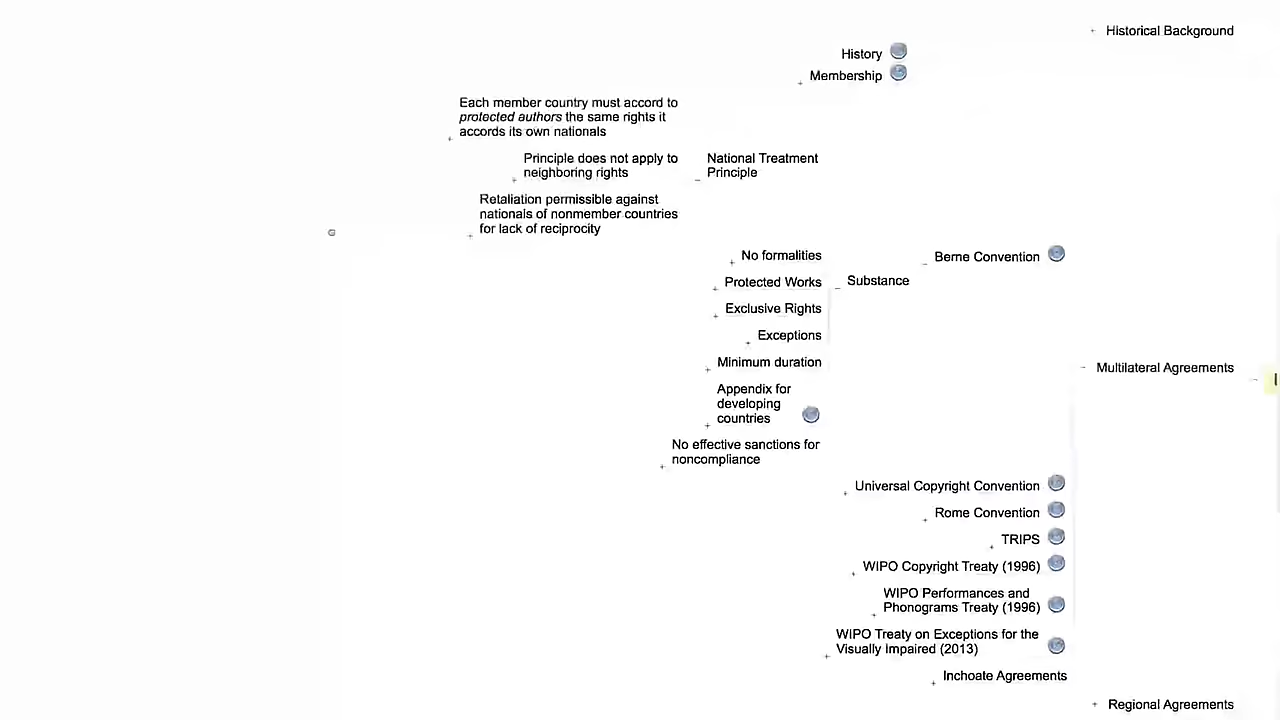 Historical Background
History
Membership
Each member country must accord to
protected authors the same rights it
accords its own nationals
Principle does not apply to
neighboring rights
National Treatment
Principle
Retaliation permissible against
nationals of nonmember countries
for lack of reciprocity
No formalities
Berne Convention
Protected Works
Substance
Exclusive Rights
Exceptions
Minimum duration
Multilateral Agreements
Appendix for
developing
countries
No effective sanctions for
noncompliance
Universal Copyright Convention
Rome Convention
TRIPS
WIPO Copyright Treaty (1996)
WIPO Performances and
Phonograms Treaty (1996)
WIPO Treaty on Exceptions for the
Visually Impaired (2013)
Inchoate Agreements
Regional Agreements